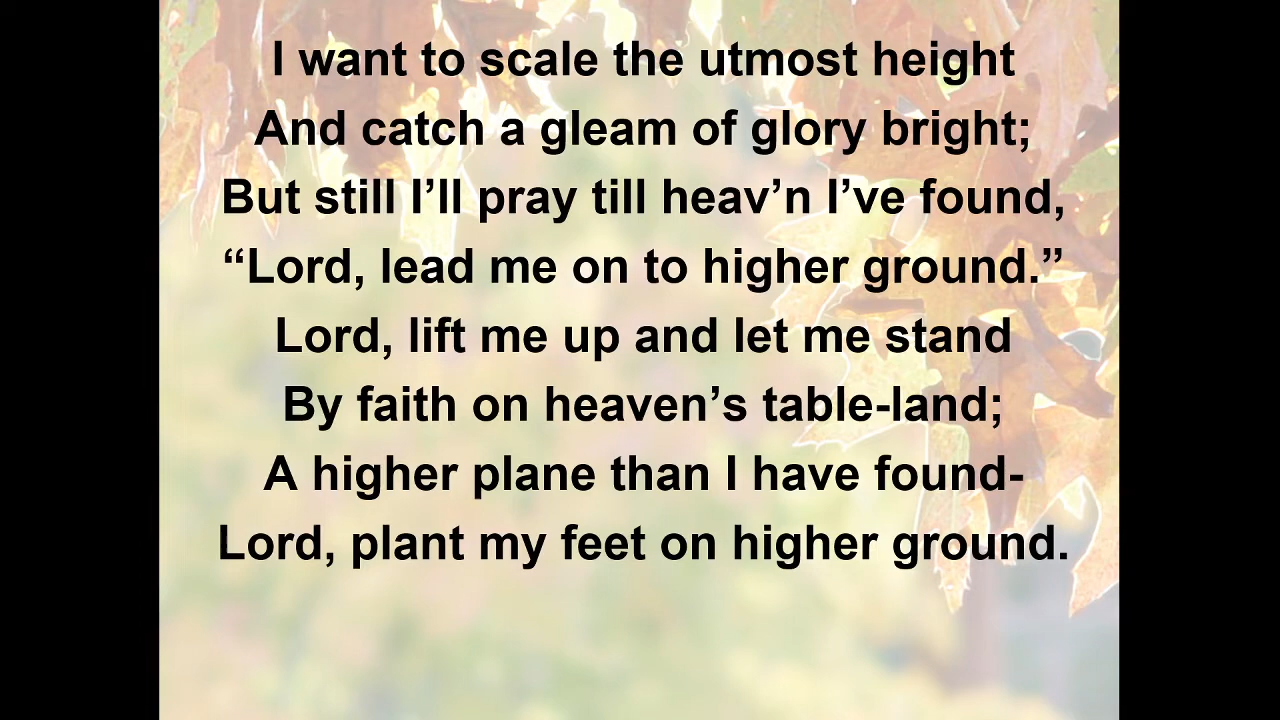 I want to scale the utmost height
And catch a gleam of glory bright;
But still I’ll pray till heav’n I’ve found,
“Lord, lead me on to higher ground.”
Lord, lift me up and let me stand
By faith on heaven’s table-land;
A higher plane than I have found-
Lord, plant my feet on higher ground.